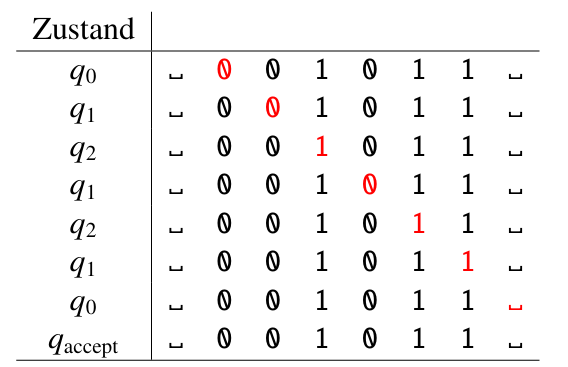 Zustand
q0 ␣ 0 0 1 0 1 1 ␣
q1 ␣ 0 0 1 0 1 1 ␣
q2 ␣ 0 0 1 0 1 1 ␣
q1 ␣ 0 0 1 0 1 1 ␣
q2 ␣ 0 0 1 0 1 1 ␣
q1 ␣ 0 0 1 0 1 1 ␣
q0 ␣ 0 0 1 0 1 1 ␣
qaccept ␣ 0 0 1 0 1 1 ␣